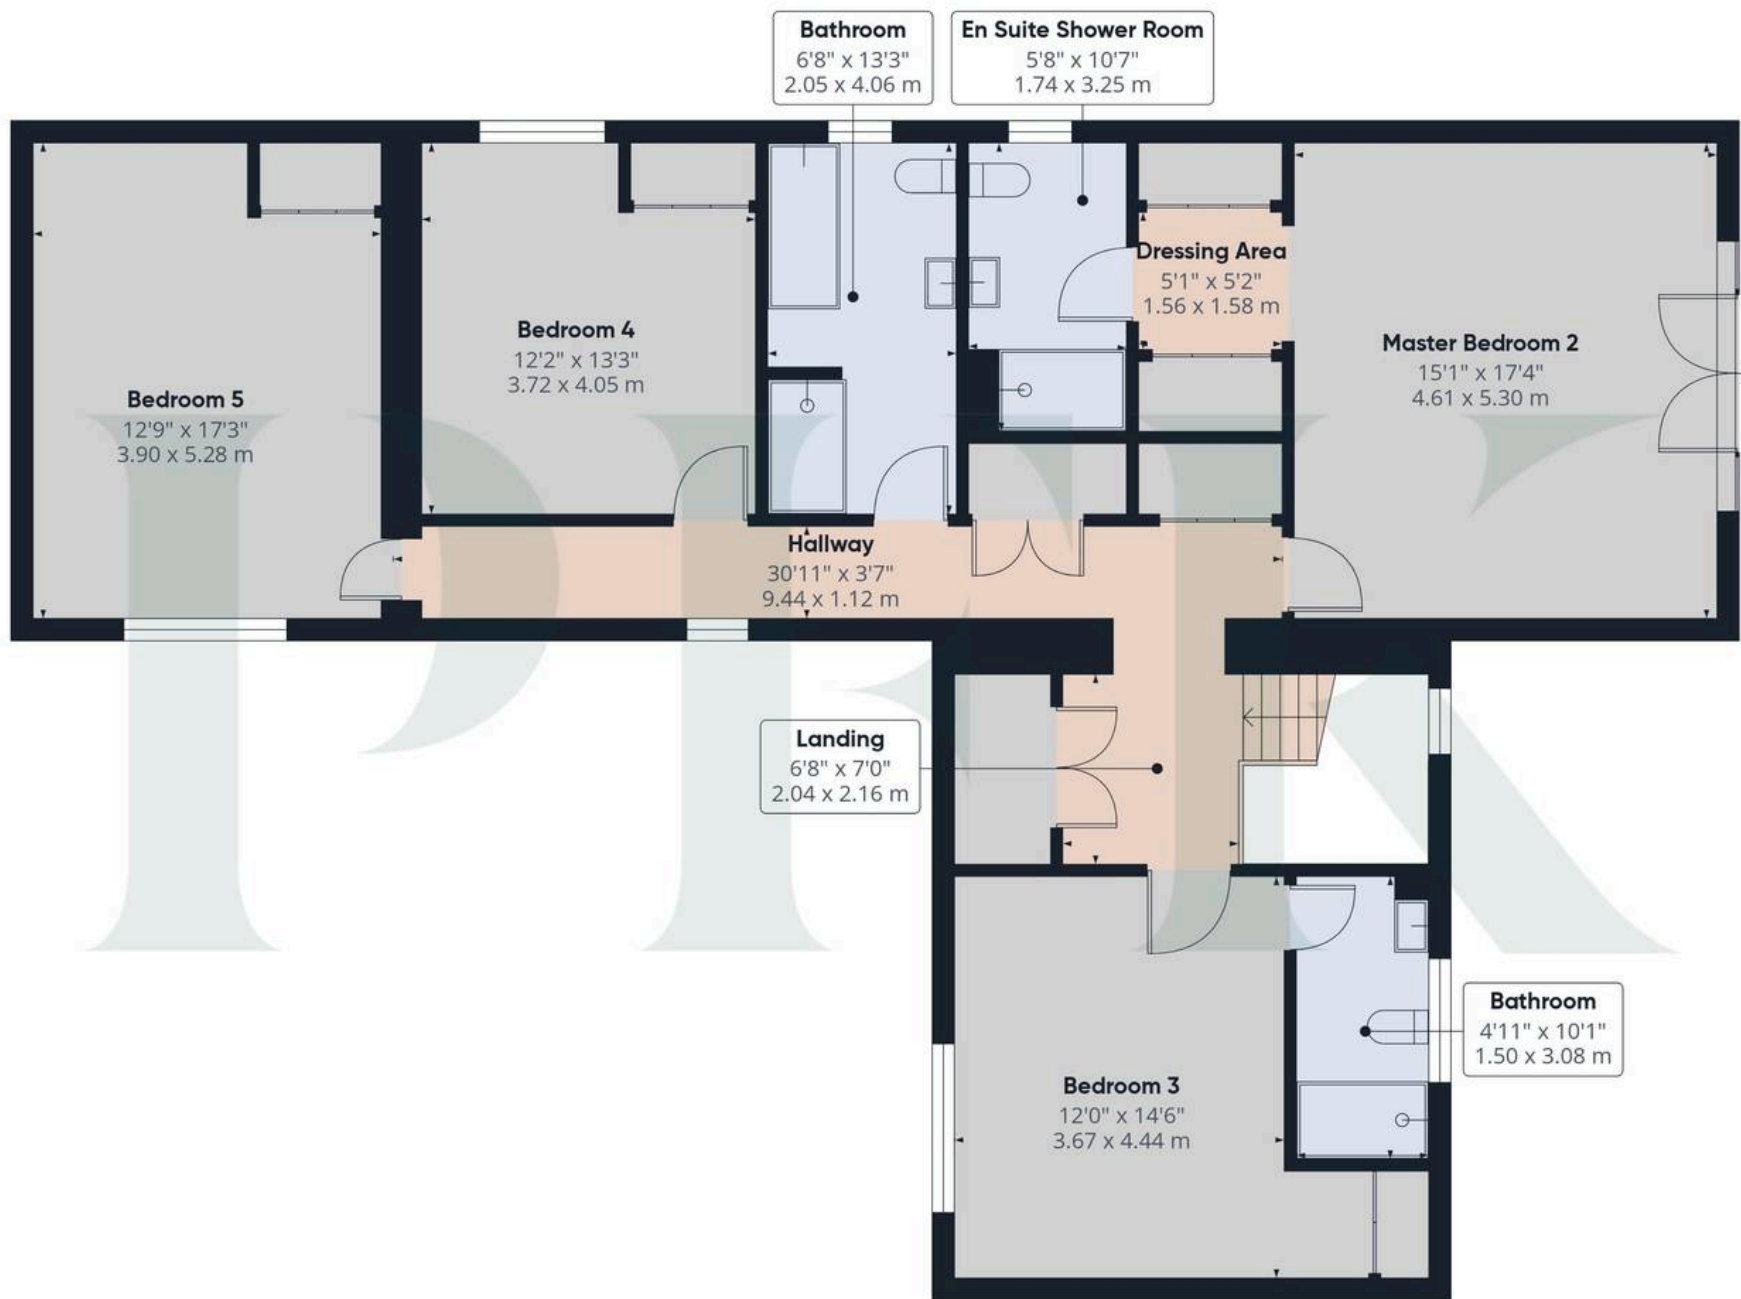 Bathroom
6'8" x 13'3"
2.05 x 4.06 m
En Suite Shower Room
5'8" x 10'7"
1.74 x 3.25 m
Dressing Area
5'1" x 5'2"
1.56 x 1.58 m
Bedroom 4
12'2" x 13'3"
3.72 x 4.05 m
Master Bedroom 2
15'1" x 17'4"
4.61 x 5.30 m
Bedroom 5
12'9" x 17'3"
3.90 x 5.28 m
Hallway
30'11" x 3'7"
9.44 x 1.12 m
Landing
6'8" x 7'0"
2.04 x 2.16 m
Bathroom
4'11" x 10'1"
1.50 x 3.08 m
Bedroom 3
12'0" x 14'6"
3.67 x 4.44 m
PFK